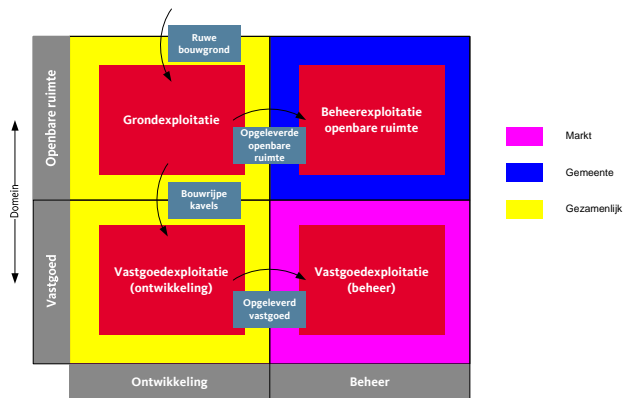 Ruwe
bouwgrond
Openbare ruimte
Grondexploitatie
Opgeleverde
openbare
ruimte
Beheerexploitatie
openbare ruimte
Markt
Gemeente
Gezamenlijk
Domein
Bouwrijpe
kavels
Vastgoed
Vastgoedexploitatie
(ontwikkeling)
Opgeleverd
vastgoed
Vastgoedexploitatie
(beheer)
Ontwikkeling
Beheer